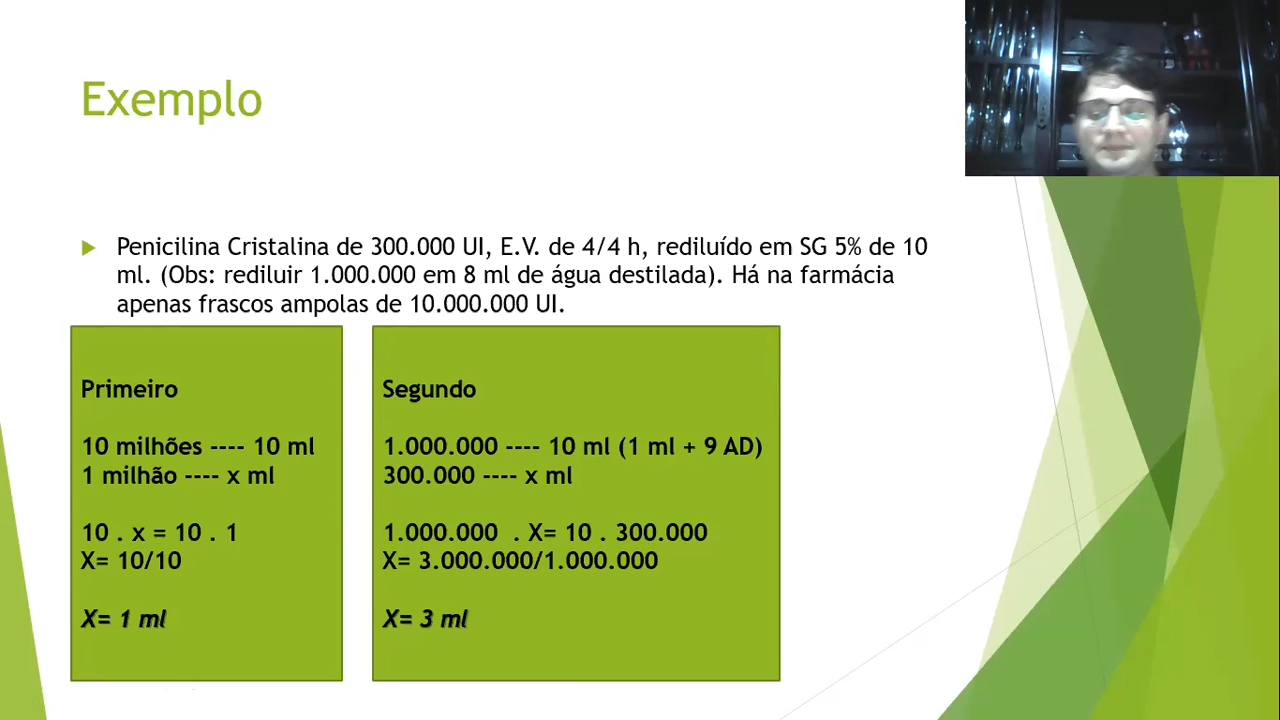 Exemplo
Penicilina Cristalina de 300.000 UI, E.V. de 4/4 h, rediluído em SG 5% de 10
ml. (Obs: rediluir 1.000.000 em 8 ml de água destilada). Há na farmácia
apenas frascos ampolas de 10.000.000 UI.
Primeiro
10 milhões ---- 10 ml
1 milhão ---- x ml
10 . x = 10 . 1
X= 10/10
X= 1 ml
Segundo
1.000.000 ---- 10 ml (1 ml + 9 AD)
300.000 ---- x ml
1.000.000 . X= 10 . 300.000
X= 3.000.000/1.000.000
X= 3 ml